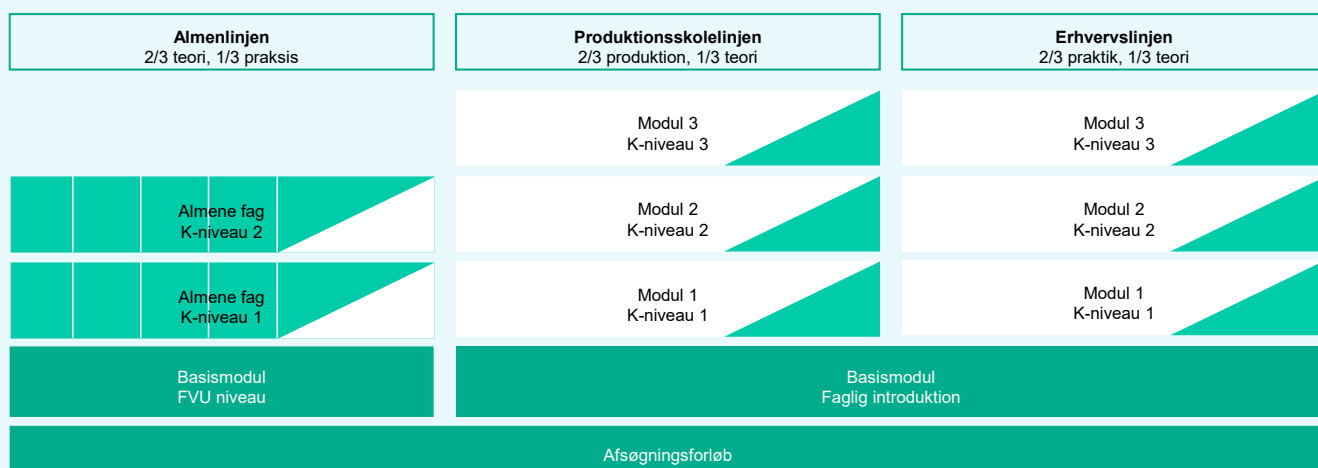 Almenlinjen
2/3 teori, 1/3 praksis
Produktionsskolelinjen
2/3 produktion, 1/3 teori
Erhvervslinjen
2/3 praktik, 1/3 teori
Modul 3
K-niveau 3
Modul 3
K-niveau 3
Almene fag
K-niveau 2
Modul 2
K-niveau 2
Modul 2
K-niveau 2
Almene fag
K-niveau 1
Modul 1
K-niveau 1
Modul 1
K-niveau 1
Basismodul
FVU niveau
Basismodul
Faglig introduktion
Afsøgningsforløb